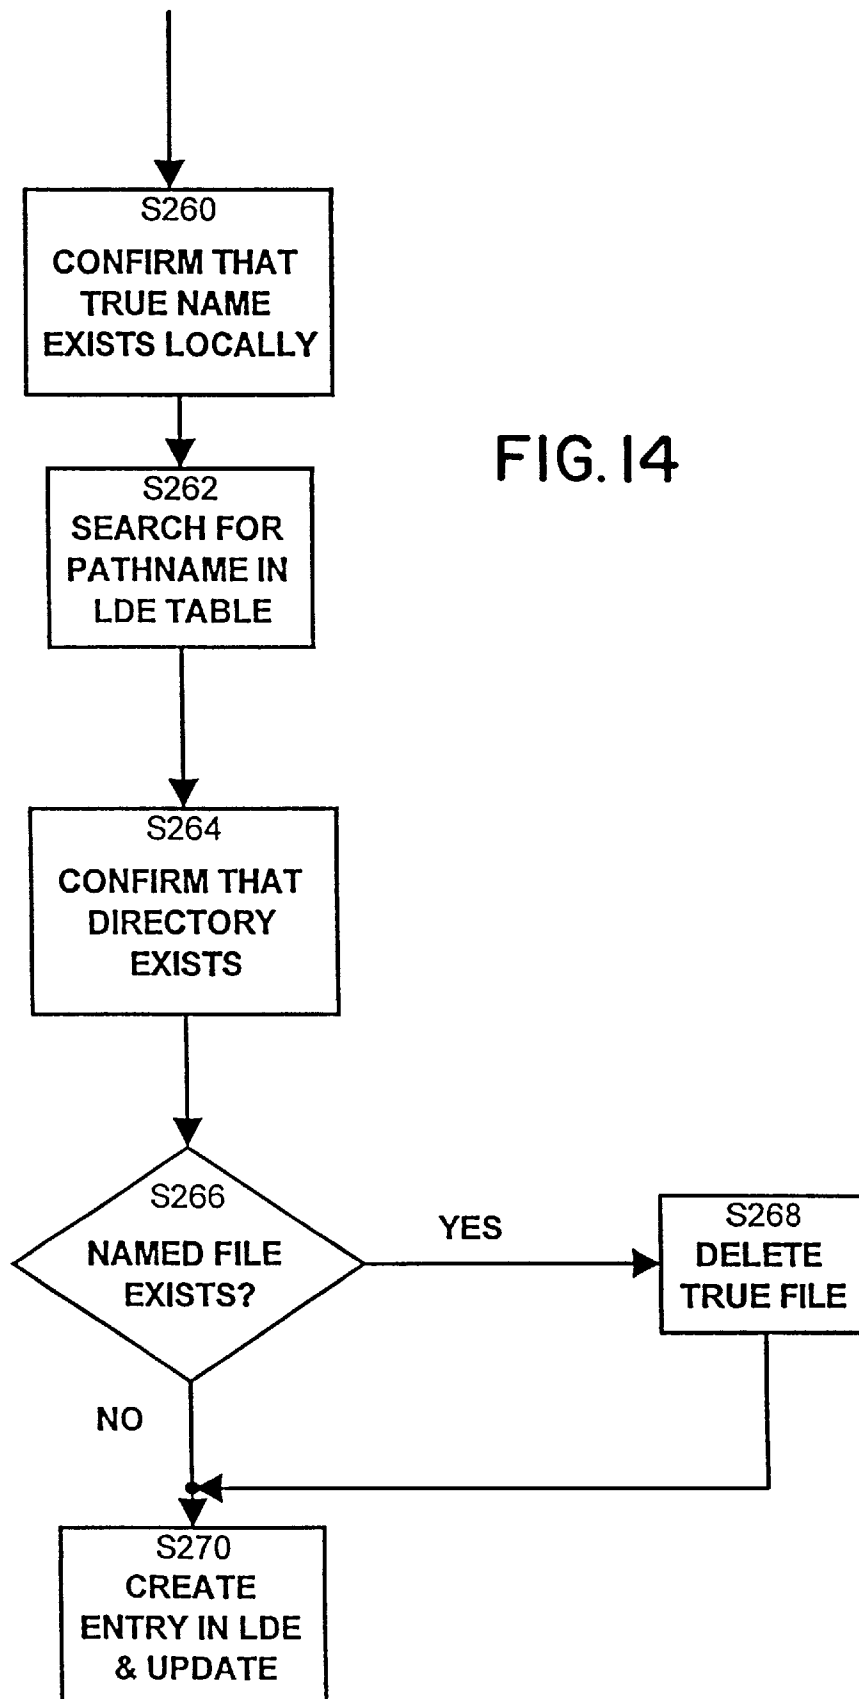 S260
CONFIRM THAT
TRUE NAME
EXISTS LOCALLY
FIG. 14
S262
SEARCH FOR
PATHNAME IN
LDE TABLE
S264
CONFIRM THAT
DIRECTORY
EXISTS
S266
NAMED FILE
EXISTS?
YES
S268
DELETE
TRUE FILE
NO
S270
CREATE
ENTRY IN LDE
& UPDATE